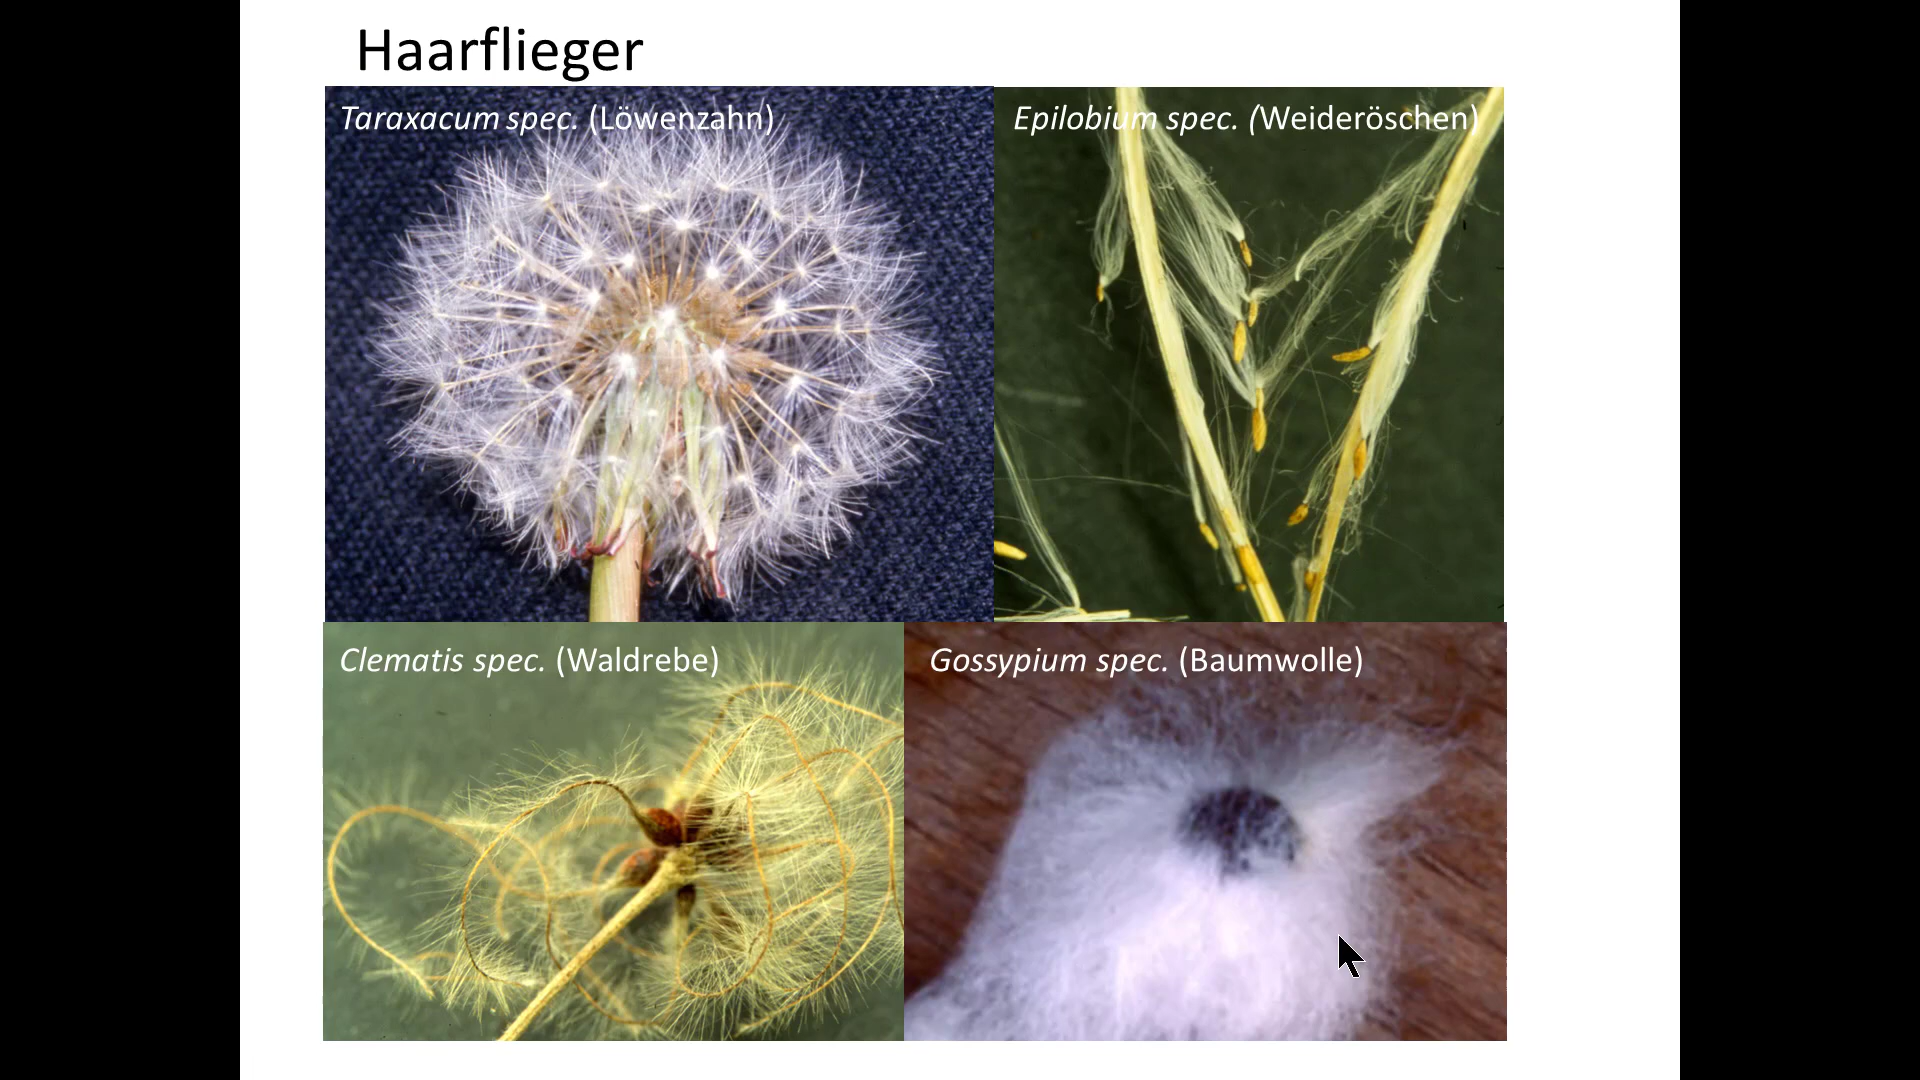 Haarflieger
Taraxacum spec. (Löwenzahn)
Epilobium spec. (Weideröschen)
Clematis spec. (Waldrebe)
Gossypium spec. (Baumwolle)